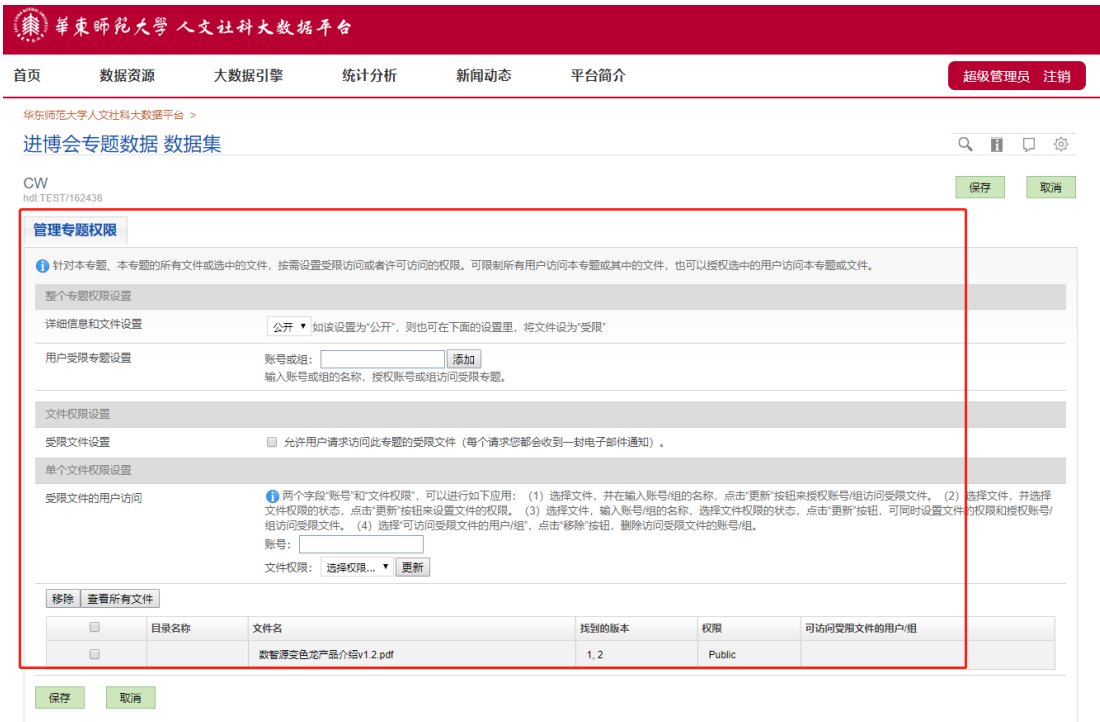 華東師範大學 人文社科大数据平台
首页 数据资源 大数据引擎 统计分析 新闻动态 平台简介 超级管理员 注销
华东师范大学人文社科大数据平台 >
进博会专题数据 数据集
CW
hdl:TEST/162436
保存 取消
管理专题权限
针对本专题、本专题的所有文件或选中的文件，按需设置受限访问或者许可访问的权限。可限制所有用户访问本专题或其中的文件，也可以授权选中的用户访问本专题或文件。
整个专题权限设置
详细信息和文件设置 公开 如该设置为“公开”，则也可在下面的设置里，将文件设为“受限”
用户受限专题设置 账号或组： 添加
输入账号或组的名称，授权账号或组访问受限专题。
文件权限设置
受限文件设置 允许用户请求访问此专题的受限文件（每个请求您都会收到一封电子邮件通知）。
单个文件权限设置
受限文件的用户访问 两个字段“账号”和“文件权限”，可以进行如下应用：（1）选择文件，并在输入账号/组的名称，点击“更新”按钮来授权账号/组访问受限文件。（2）选择文件，并选择
文件权限的状态，点击“更新”按钮来设置文件的权限。（3）选择文件，输入账号/组的名称，选择文件权限的状态，点击“更新”按钮，可同时设置文件的权限和授权账号/
组访问受限文件。（4）选择“可访问受限文件的用户/组”，点击“移除”按钮，删除访问受限文件的账号/组。
账号：
文件权限： 选择权限... 更新
移除 查看所有文件
目录名称 文件名 找到的版本 权限 可访问受限文件的用户/组
数智源变色龙产品介绍v1.2.pdf 1, 2 Public
保存 取消